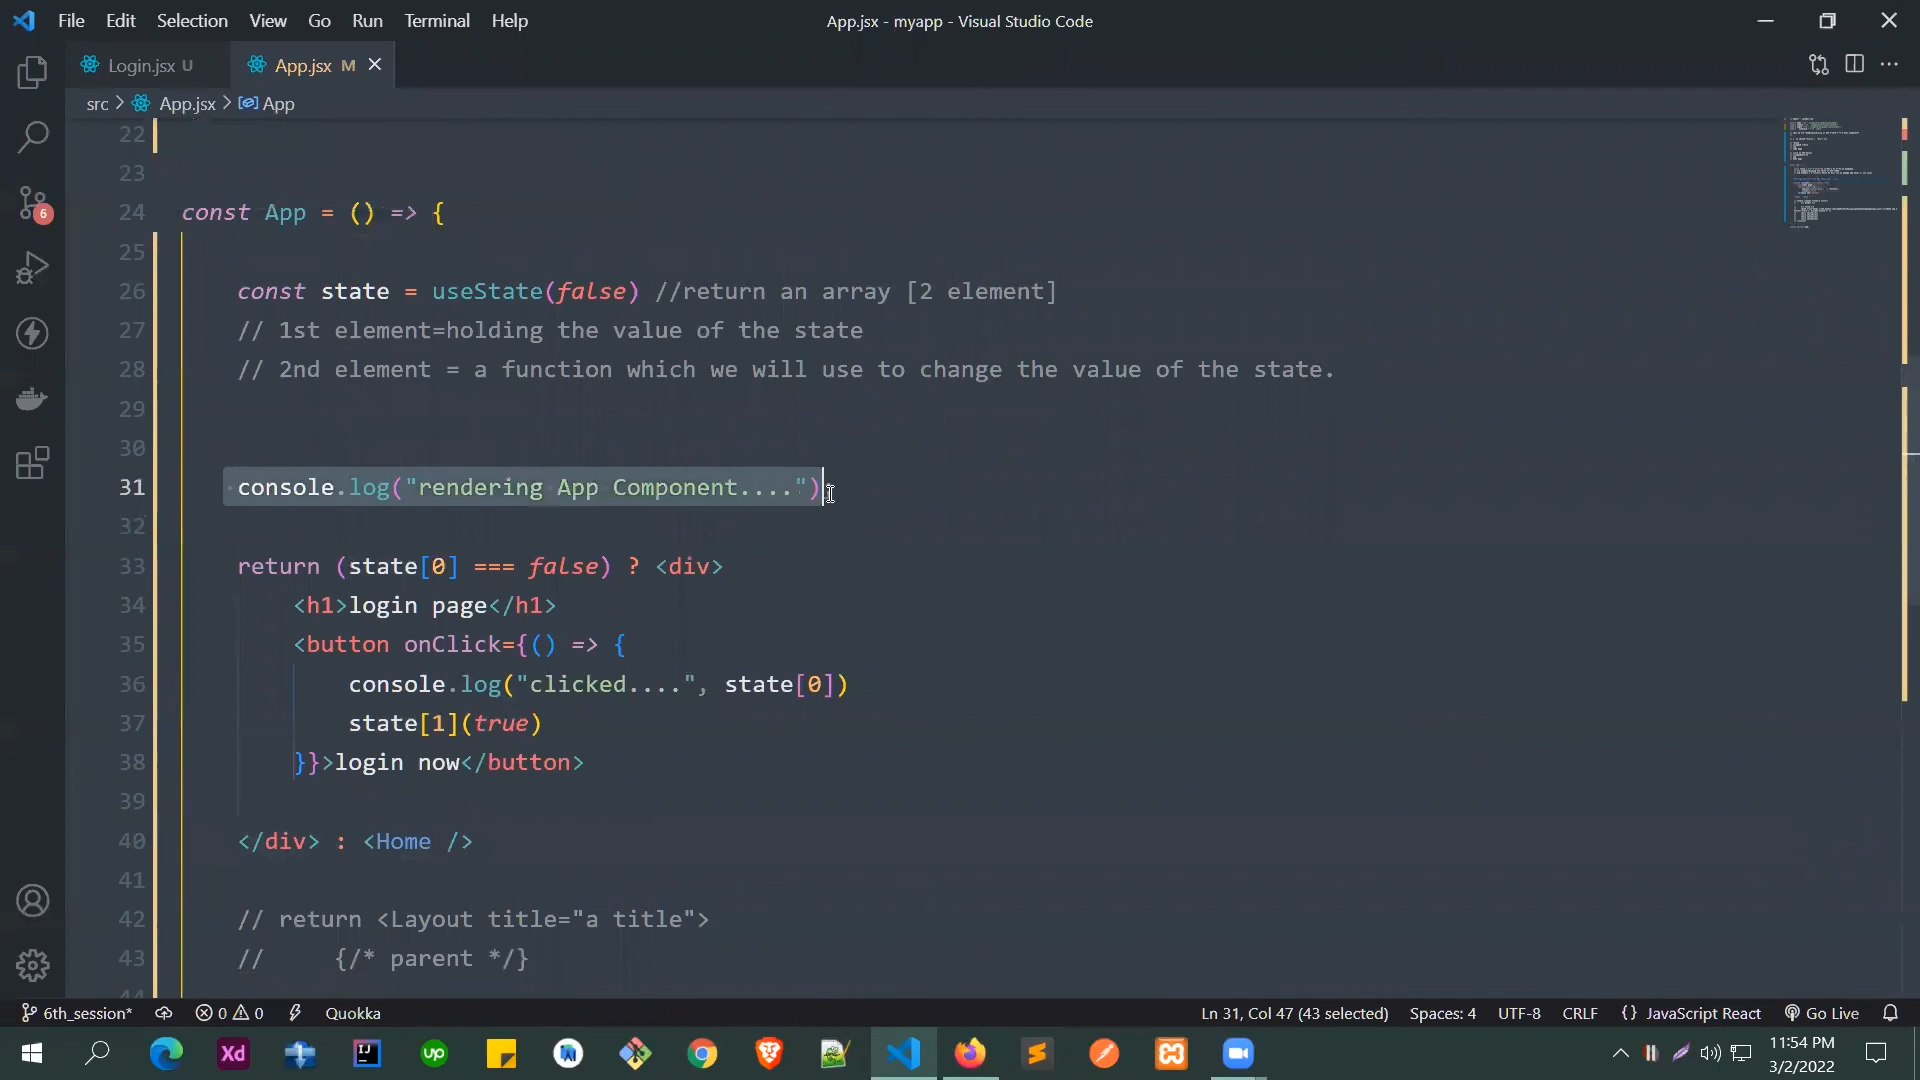 File Edit Selection View Go Run Terminal Help
App.jsx - myapp - Visual Studio Code
Login.jsx U
App.jsx M
src > App.jsx > App
22
23
24 const App = () => {
25
26 const state = useState(false) //return an array [2 element]
27 // 1st element=holding the value of the state
28 // 2nd element = a function which we will use to change the value of the state.
29
30
31 console.log("rendering App Component....")
32
33 return (state[0] === false) ? <div>
34 <h1>login page</h1>
35 <button onClick={() => {
36 console.log("clicked....", state[0])
37 state[1](true)
38 }}>login now</button>
39
40 </div> : <Home />
41
42 // return <Layout title="a title">
43 // {/* parent */}
44
6
6th_session* 0 0 Quokka
Ln 31, Col 47 (43 selected) Spaces: 4 UTF-8 CRLF {} JavaScript React Go Live
Xd
IJ
up
11:54 PM
3/2/2022